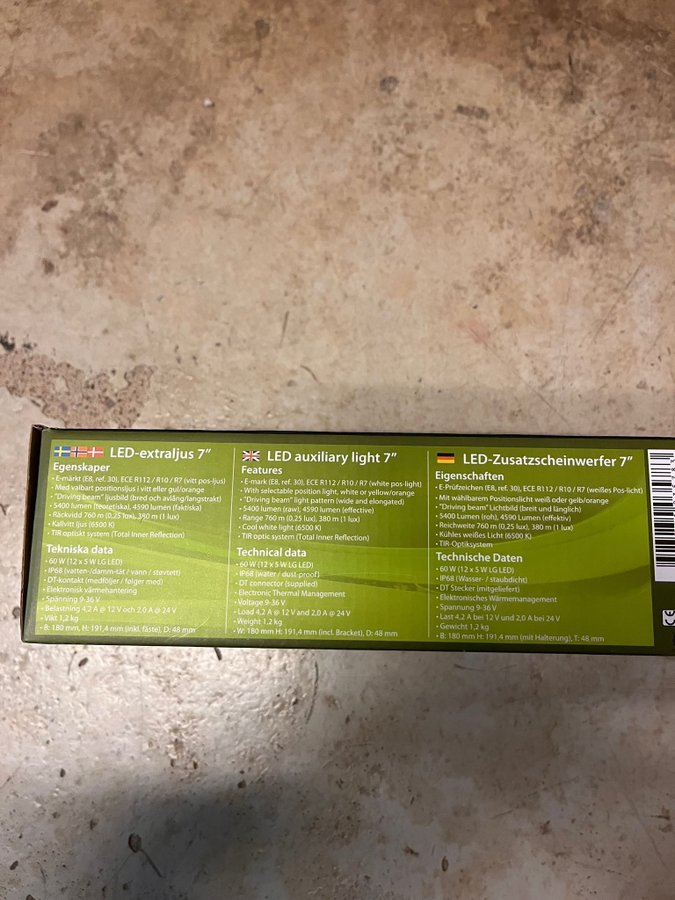 LED-extraljus 7”
Egenskaper
• E-märkt (E8, ref. 30), ECE R112 / R10 / R7 (vitt pos-ljus)
• Med valbart positionsljus i vitt eller gul/orange
• "Driving beam" ljusbild (bred och avlång/langstrakt)
• 5400 lumen (teoretiska), 4590 lumen (faktiska)
• Räckvidd 760 m (0,25 lux), 380 m (1 lux)
• Kallvitt ljus (6500 K)
• TIR optiskt system (Total Inner Reflection)
Tekniska data
• 60 W (12 x 5 W LG LED)
• IP68 (vatten-/damm-tät / vann / støvtett)
• DT-kontakt (medföljer / følger med)
• Elektronisk värmehantering
• Spänning 9-36 V
• Belastning 4,2 A @ 12 V och 2,0 A @ 24 V
• Vikt 1,2 kg
• B: 180 mm H: 191,4 mm (inkl. fäste), D: 48 mm
LED auxiliary light 7”
Features
• E-mark (E8, ref. 30), ECE R112 / R10 / R7 (white pos-light)
• With selectable position light, white or yellow/orange
• "Driving beam" light pattern (wide and elongated)
• 5400 lumen (raw), 4590 lumen (effective)
• Range 760 m (0,25 lux), 380 m (1 lux)
• Cool white light (6500 K)
• TIR optic system (Total Inner Reflection)
Technical data
• 60 W (12 x 5 W LG LED)
• IP68 (water / dust-proof)
• DT connector (supplied)
• Electronic Thermal Management
• Voltage 9-36 V
• Load 4,2 A @ 12 V and 2,0 A @ 24 V
• Weight 1,2 kg
• W: 180 mm H: 191,4 mm (incl. Bracket), D: 48 mm
LED-Zusatzscheinwerfer 7”
Eigenschaften
• E-Prüfzeichen (E8, ref. 30), ECE R112 / R10 / R7 (weißes Pos-licht)
• Mit wählbarem Positionslicht weiß oder gelb/orange
• "Driving beam" Lichtbild (breit und länglich)
• 5400 Lumen (roh), 4590 Lumen (effektiv)
• Reichweite 760 m (0,25 lux), 380 m (1 lux)
• Kühles weißes Licht (6500 K)
• TIR-Optiksystem
Technische Daten
• 60 W (12 x 5 W LG LED)
• IP68 (Wasser- / staubdicht)
• DT Stecker (mitgeliefert)
• Elektronisches Wärmemanagement
• Spannung 9-36 V
• Last 4,2 A bei 12 V und 2,0 A bei 24 V
• Gewicht 1,2 kg
• B: 180 mm H: 191,4 mm (mit Halterung), T: 48 mm
CE